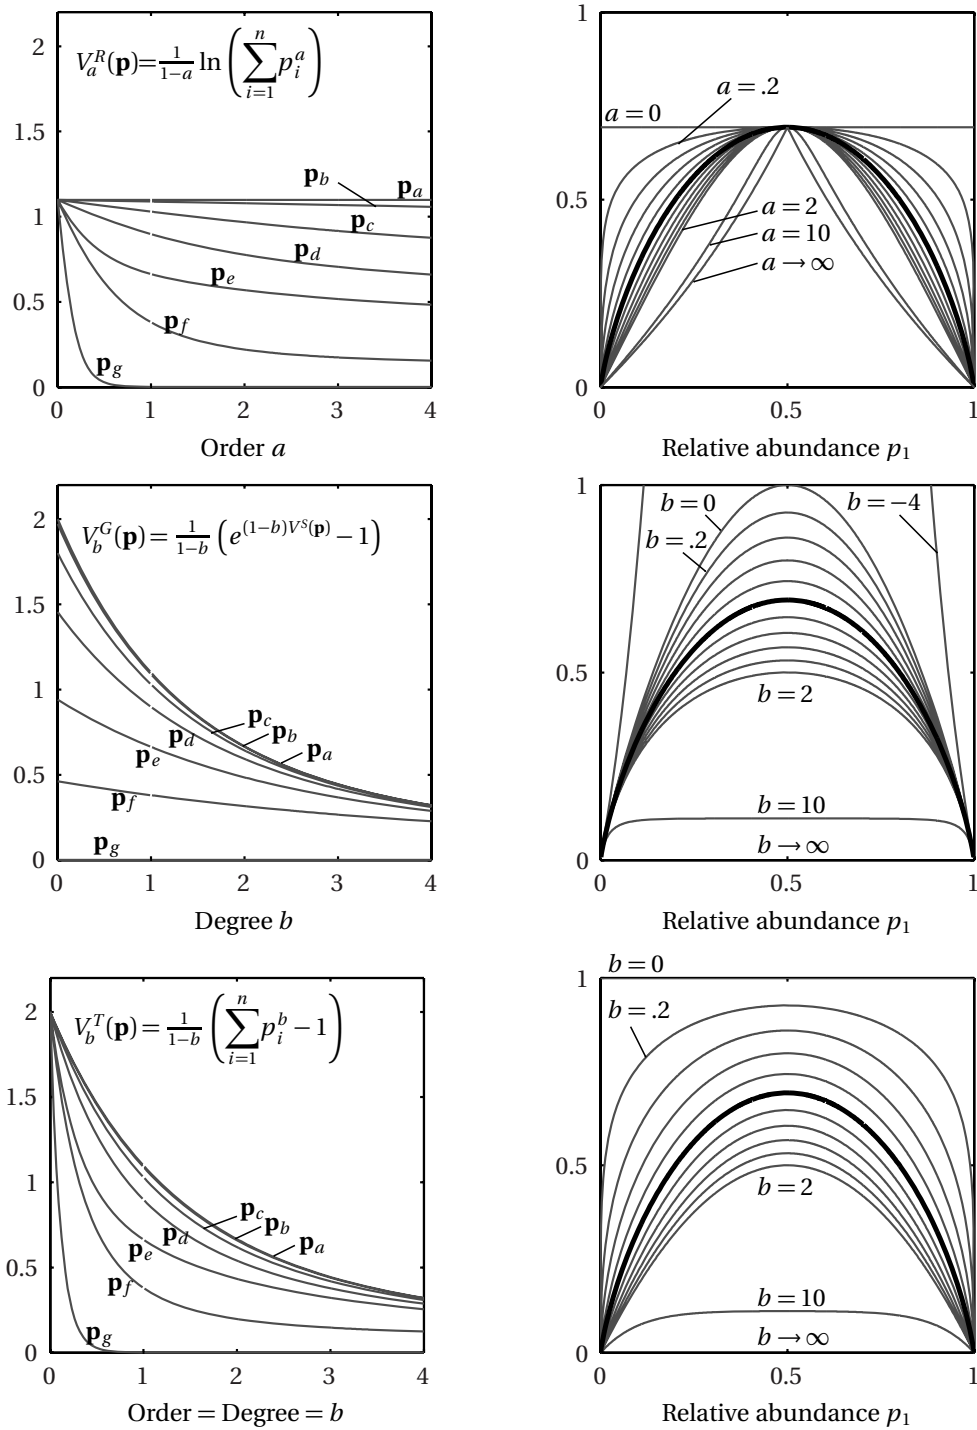 V_a^R(p)=1/(1−a) ln (∑_{i=1}^{n} p_i^a)
2
1.5
1
0.5
0
p_b
p_a
p_c
p_d
p_e
p_f
p_g
0 1 2 3 4
Order a
1
0.5
0
a = 0
a = .2
a = 2
a = 10
a → ∞
0 0.5 1
Relative abundance p_1
V_b^G(p) = 1/(1−b) (e^{(1−b)V^S(p)} − 1)
2
1.5
1
0.5
0
p_c
p_b
p_d
p_a
p_e
p_f
p_g
0 1 2 3 4
Degree b
1
0.5
0
b = 0
b = −4
b = .2
b = 2
b = 10
b → ∞
0 0.5 1
Relative abundance p_1
V_b^T(p) = 1/(1−b) (∑_{i=1}^{n} p_i^b − 1)
2
1.5
1
0.5
0
p_c
p_b
p_d
p_a
p_e
p_f
p_g
0 1 2 3 4
Order = Degree = b
b = 0
1
0.5
0
b = .2
b = 2
b = 10
b → ∞
0 0.5 1
Relative abundance p_1